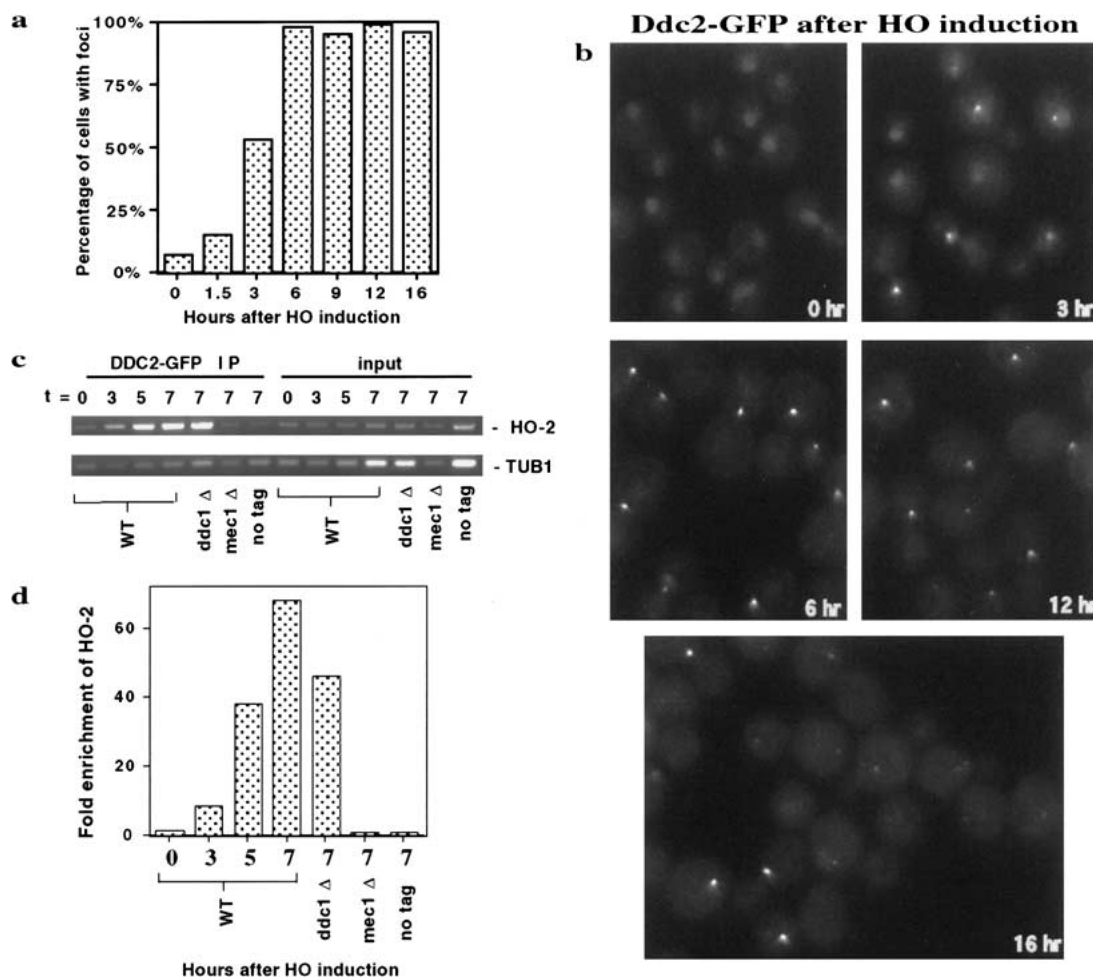 a
100%
75%
50%
25%
0%
Percentage of cells with foci
0 1.5 3 6 9 12 16
Hours after HO induction
Ddc2-GFP after HO induction
b
0 hr
3 hr
6 hr
12 hr
16 hr
c
DDC2-GFP I P input
t = 0 3 5 7 7 7 7 0 3 5 7 7 7 7
- HO-2
- TUB1
WT ddc1 Δ mec1 Δ no tag WT ddc1 Δ mec1 Δ no tag
d
60
40
20
0
Fold enrichment of HO-2
0 3 5 7 7 7 7
WT ddc1 Δ mec1 Δ no tag
Hours after HO induction